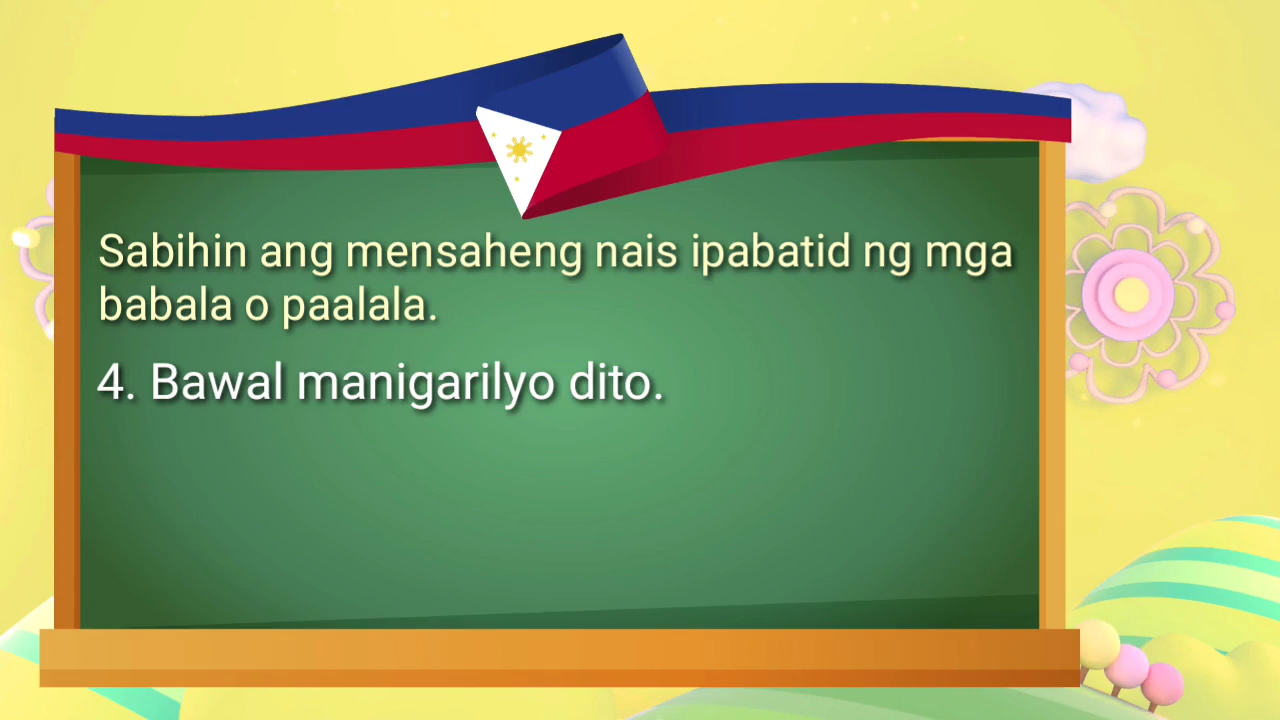 Sabihin ang mensaheng nais ipabatid ng mga
babala o paalala.
4. Bawal manigarilyo dito.